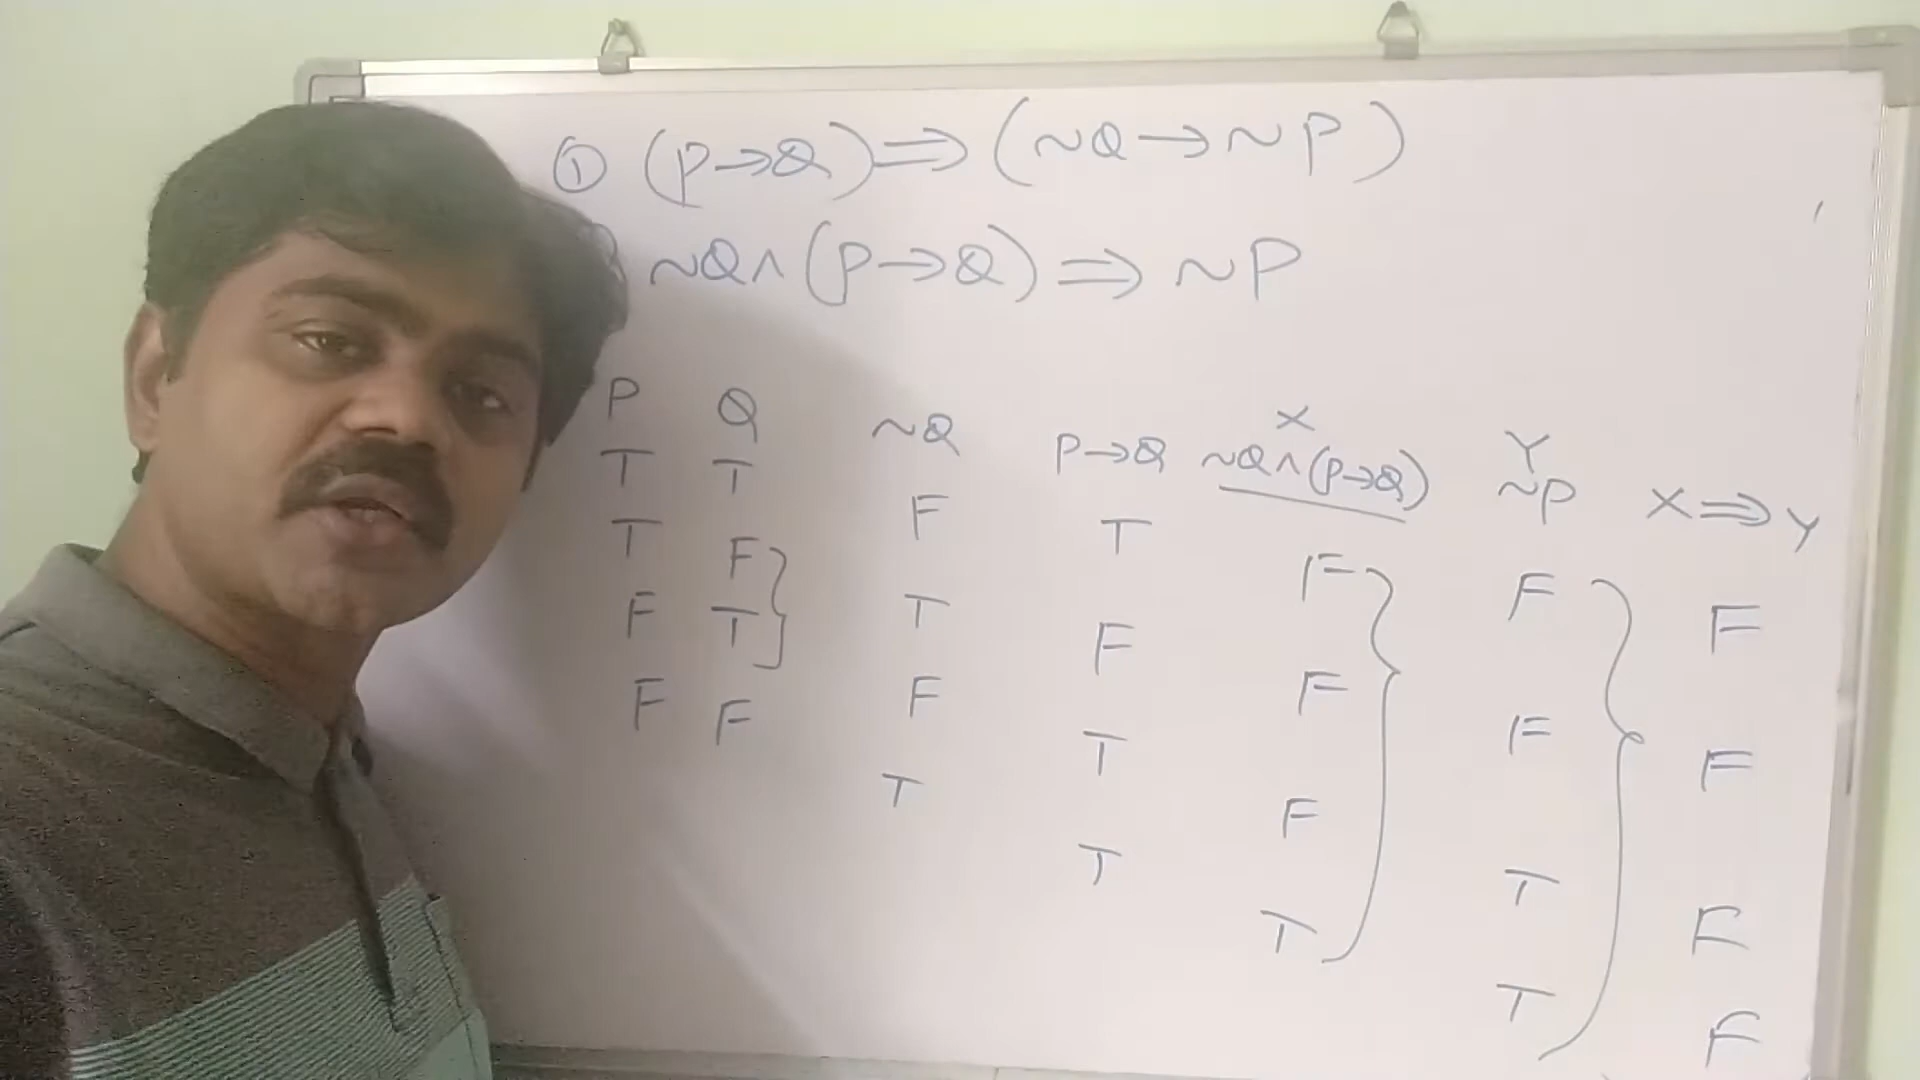 ① (P→Q)⇒(~Q→~P)
~Q∧(P→Q)⇒~P
P Q ~Q P→Q X ~Q∧(P→Q) Y ~P X⇒Y
T T F T F F F
T F T F F F F
F T F T F T F
F F T T T T F